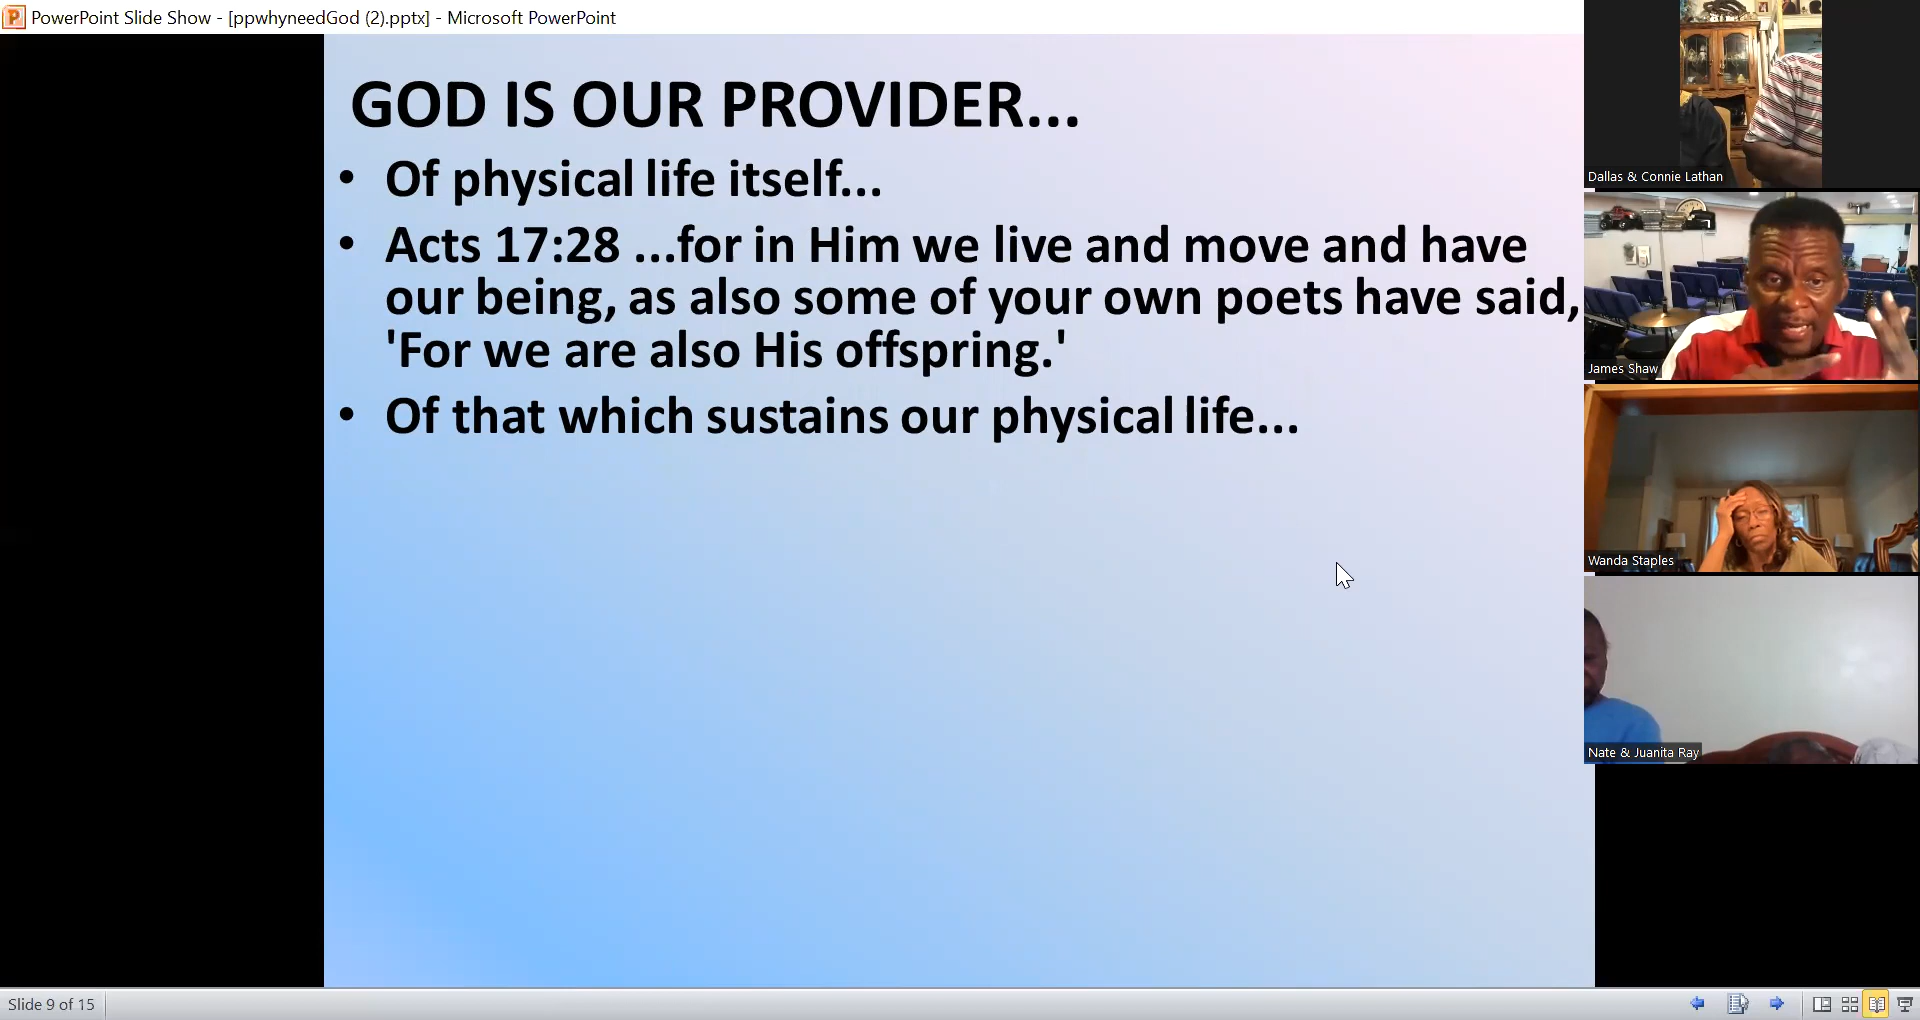 PowerPoint Slide Show - [ppwhyneedGod (2).pptx] - Microsoft PowerPoint
GOD IS OUR PROVIDER...
• Of physical life itself...
• Acts 17:28 ...for in Him we live and move and have
our being, as also some of your own poets have said,
'For we are also His offspring.'
• Of that which sustains our physical life...
Dallas & Connie Lathan
James Shaw
Wanda Staples
Nate & Juanita Ray
Slide 9 of 15